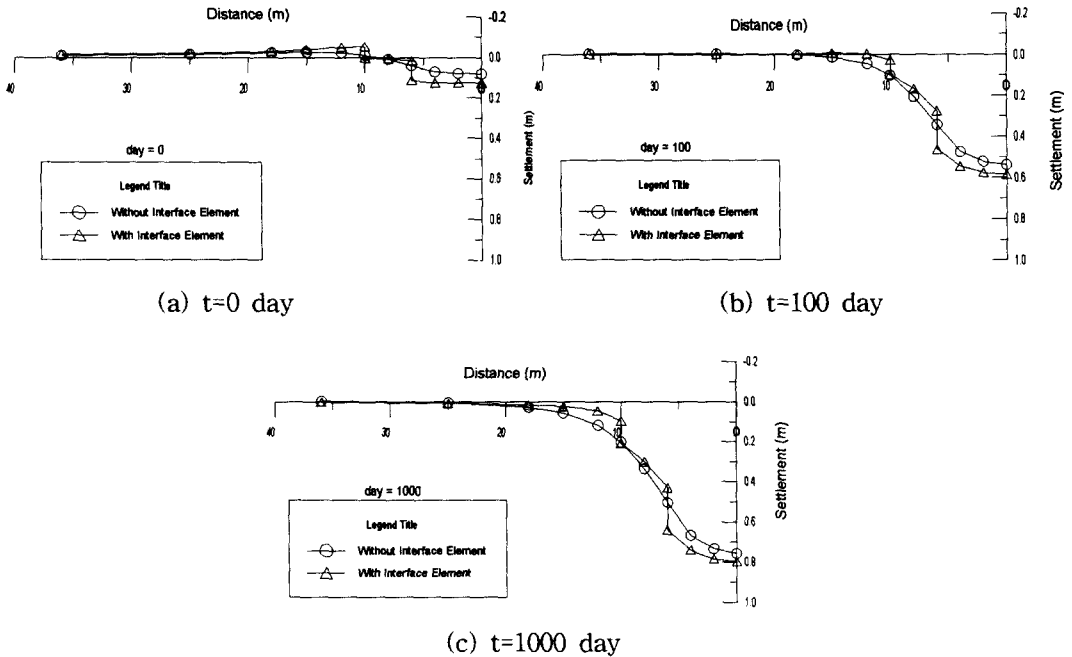 Distance (m)
-0.2
0.0
40
30
20
10
0
0.2
0.4
0.6
0.8
1.0
Settlement (m)
day = 0
Legend Title
Without Interface Element
With Interface Element
(a) t=0 day
Distance (m)
-0.2
0.0
40
30
20
10
0
0.2
0.4
0.6
0.8
1.0
Settlement (m)
day = 100
Legend Title
Without Interface Element
With Interface Element
(b) t=100 day
Distance (m)
-0.2
0.0
40
30
20
10
0
0.2
0.4
0.6
0.8
1.0
Settlement (m)
day = 1000
Legend Title
Without Interface Element
With Interface Element
(c) t=1000 day